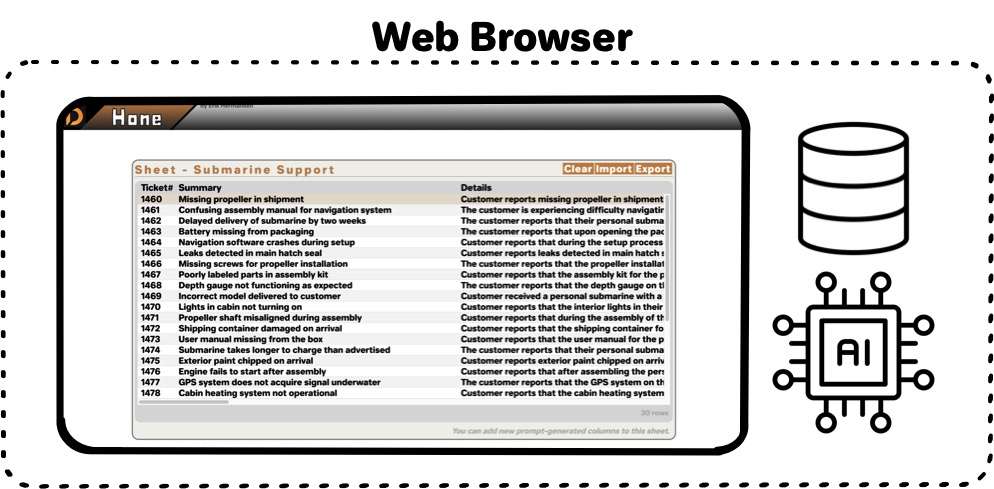 Web Browser
Hone
by Erik Hermansen
Sheet - Submarine Support
Clear Import Export
Ticket# Summary Details
1460 Missing propeller in shipment Customer reports missing propeller in shipment
1461 Confusing assembly manual for navigation system The customer is experiencing difficulty navigatin
1462 Delayed delivery of submarine by two weeks The customer reports that their personal subma
1463 Battery missing from packaging Customer reports that upon opening the pac
1464 Navigation software crashes during setup Customer reports that during the setup process
1465 Leaks detected in main hatch seal Customer reports leaks detected in main hatch s
1466 Missing screws for propeller installation Customer reports that the propeller installat
1467 Poorly labeled parts in assembly kit Customer reports that the assembly kit for the p
1468 Depth gauge not functioning as expected The customer reports that the depth gauge on t
1469 Incorrect model delivered to customer Customer received a personal submarine with a
1470 Lights in cabin not turning on Customer reports that the interior lights in their
1471 Propeller shaft misaligned during assembly Customer reports that during the assembly of th
1472 Shipping container damaged on arrival Customer reports that the shipping container fo
1473 User manual missing from the box Customer reports that the user manual for the p
1474 Submarine takes longer to charge than advertised The customer reports that their personal subma
1475 Exterior paint chipped on arrival Customer reports exterior paint chipped on arriv
1476 Engine fails to start after assembly Customer reports that after assembling the pers
1477 GPS system does not acquire signal underwater The customer reports that the GPS system on th
1478 Cabin heating system not operational Customer reports that the cabin heating system
30 rows
You can add new prompt-generated columns to this sheet.
AI